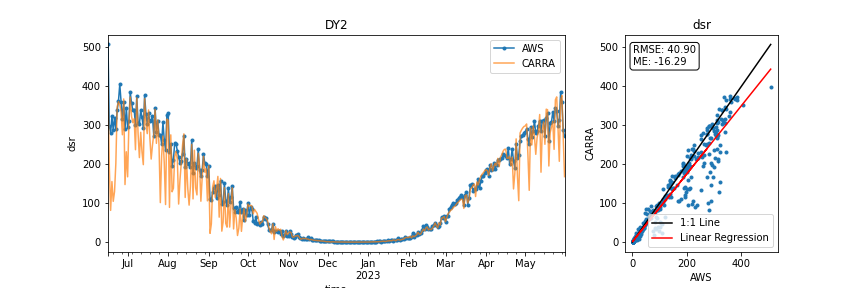 DY2
dsr
500
400
300
200
100
0
dsr
AWS
CARRA
Jul
Aug
Sep
Oct
Nov
Dec
Jan
2023
Feb
Mar
Apr
May
time
dsr
RMSE: 40.90
ME: -16.29
500
400
300
200
100
0
CARRA
1:1 Line
Linear Regression
0
200
400
AWS